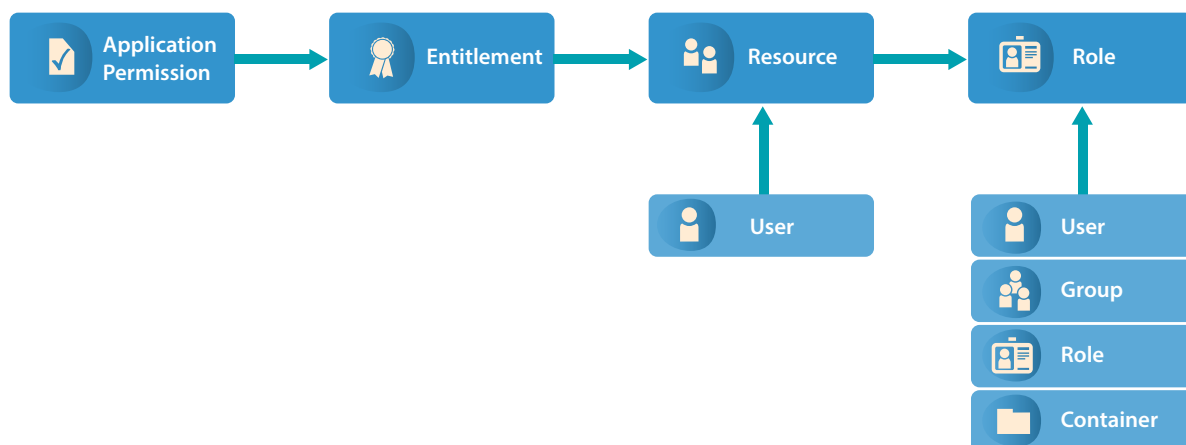 Application
Permission
Entitlement
Resource
Role
User
User
Group
Role
Container